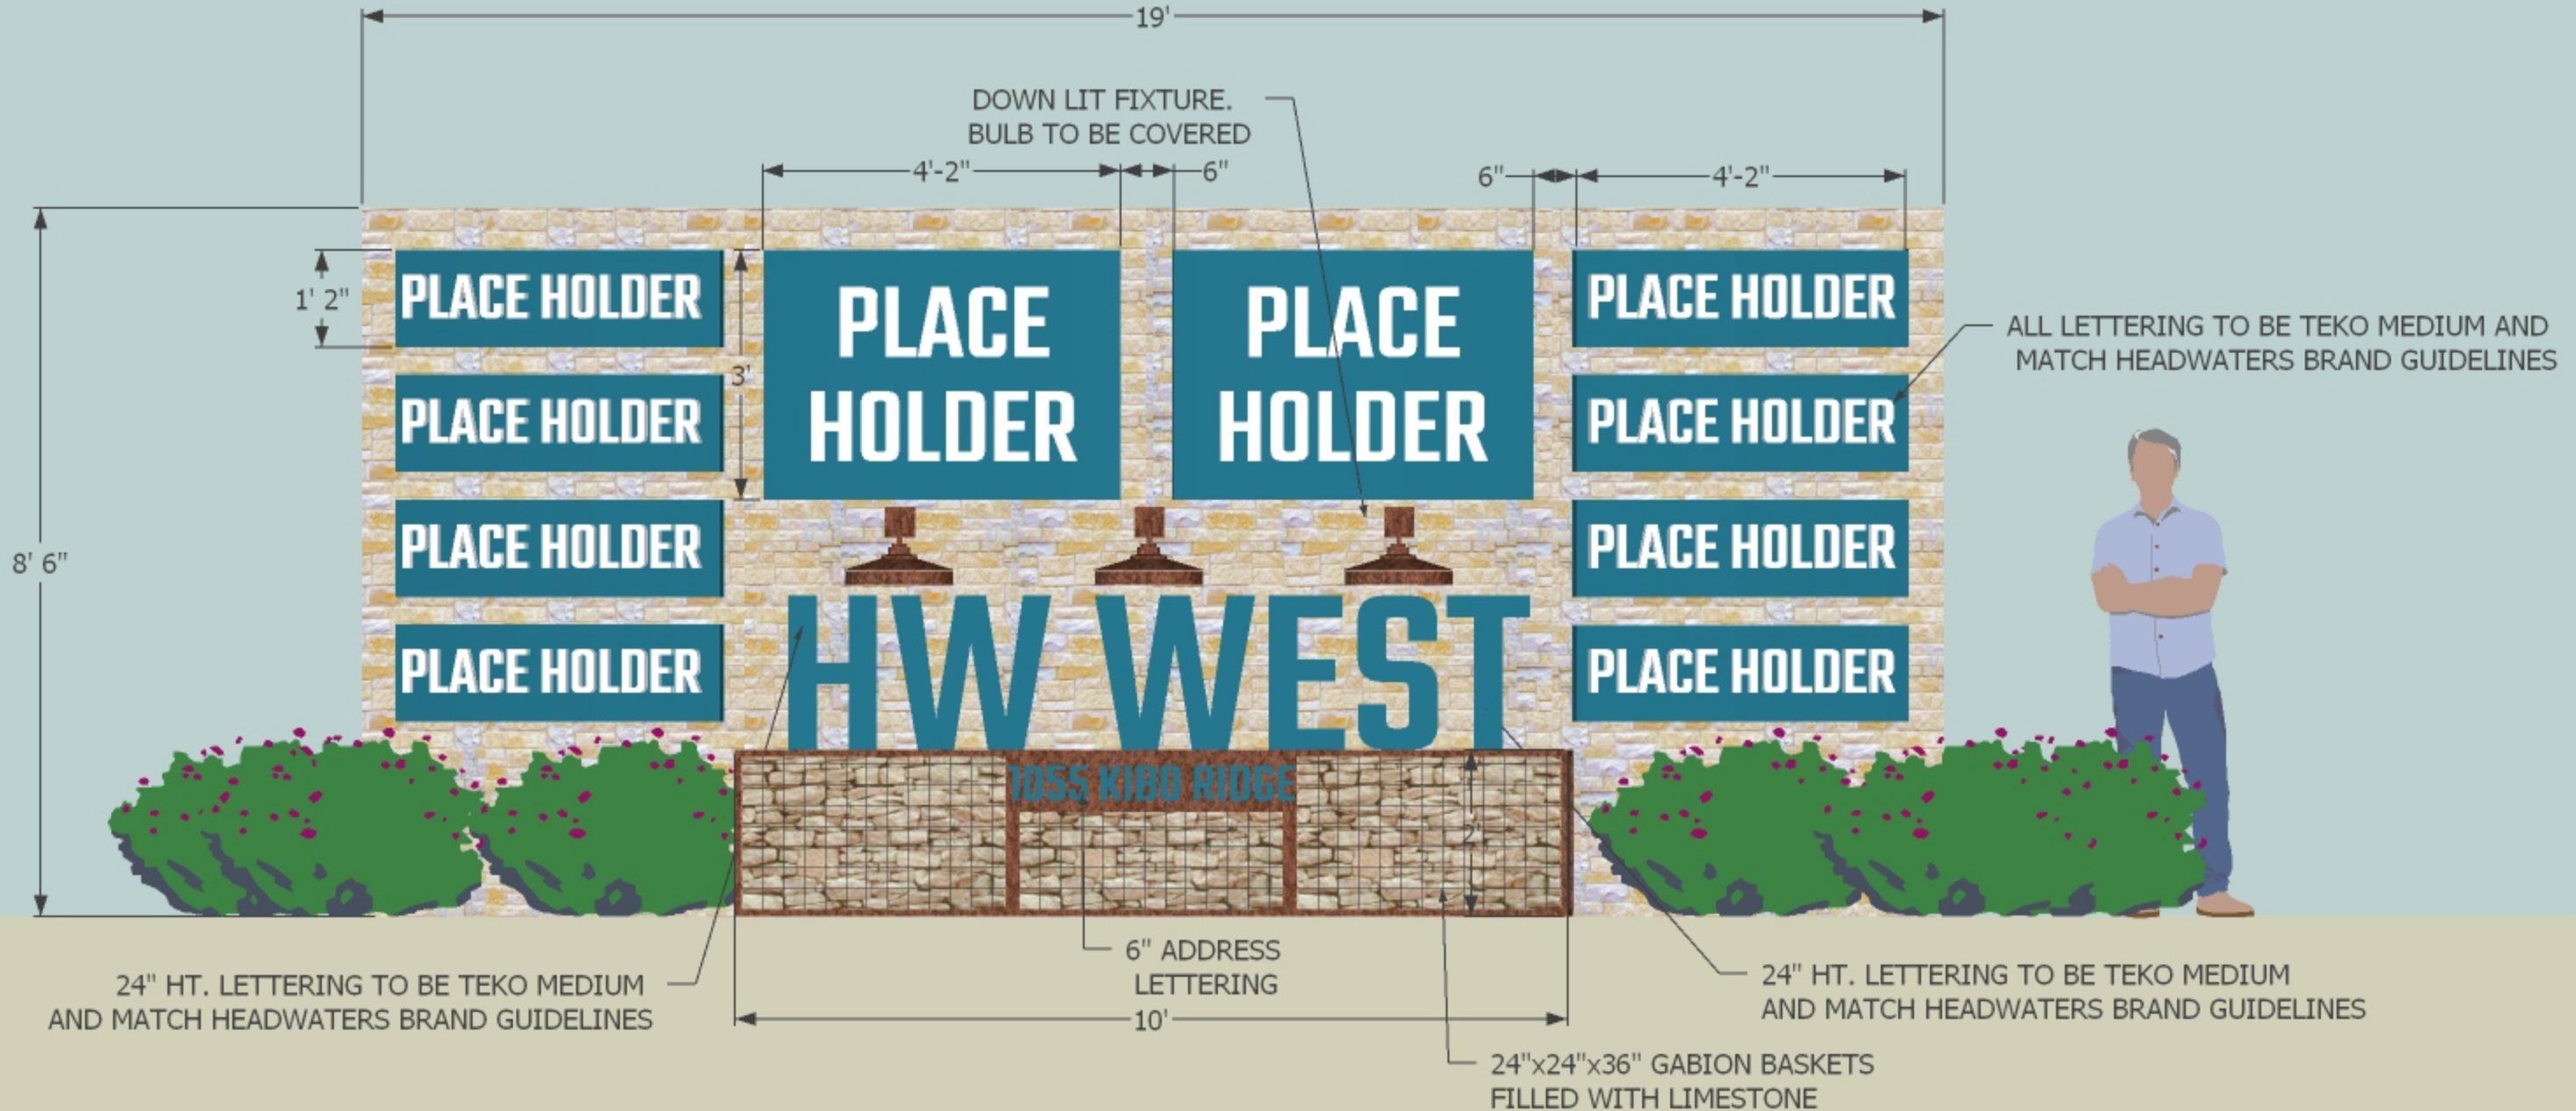 19'
DOWN LIT FIXTURE.
BULB TO BE COVERED
4'-2"
6"
6"
4'-2"
1' 2"
3'
8' 6"
PLACE HOLDER
PLACE HOLDER
PLACE HOLDER
PLACE HOLDER
PLACE
HOLDER
PLACE
HOLDER
PLACE HOLDER
PLACE HOLDER
PLACE HOLDER
PLACE HOLDER
ALL LETTERING TO BE TEKO MEDIUM AND
MATCH HEADWATERS BRAND GUIDELINES
HW WEST
1055 KIBO RIDGE
2'
24" HT. LETTERING TO BE TEKO MEDIUM
AND MATCH HEADWATERS BRAND GUIDELINES
6" ADDRESS
LETTERING
10'
24" HT. LETTERING TO BE TEKO MEDIUM
AND MATCH HEADWATERS BRAND GUIDELINES
24"x24"x36" GABION BASKETS
FILLED WITH LIMESTONE